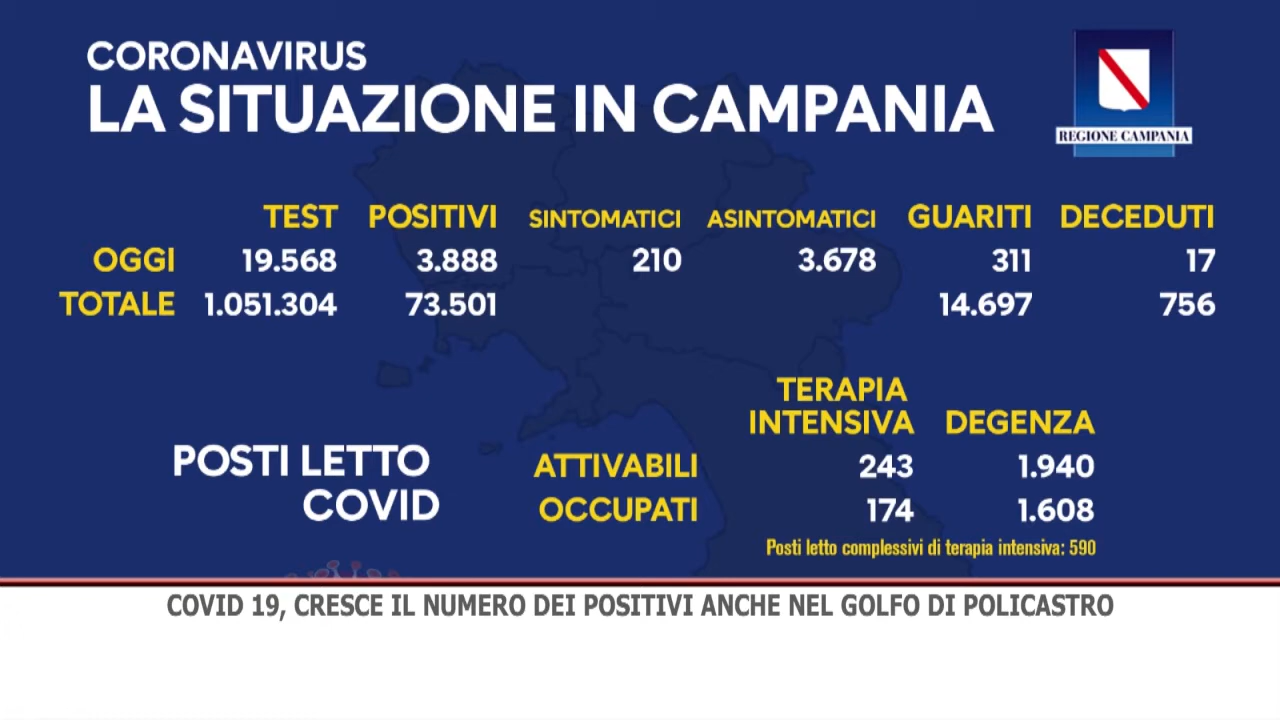 CORONAVIRUS
LA SITUAZIONE IN CAMPANIA
REGIONE CAMPANIA
TEST POSITIVI SINTOMATICI ASINTOMATICI GUARITI DECEDUTI
OGGI 19.568 3.888 210 3.678 311 17
TOTALE 1.051.304 73.501 14.697 756
TERAPIA
INTENSIVA DEGENZA
POSTI LETTO
COVID
ATTIVABILI 243 1.940
OCCUPATI 174 1.608
Posti letto complessivi di terapia intensiva: 590
COVID 19, CRESCE IL NUMERO DEI POSITIVI ANCHE NEL GOLFO DI POLICASTRO